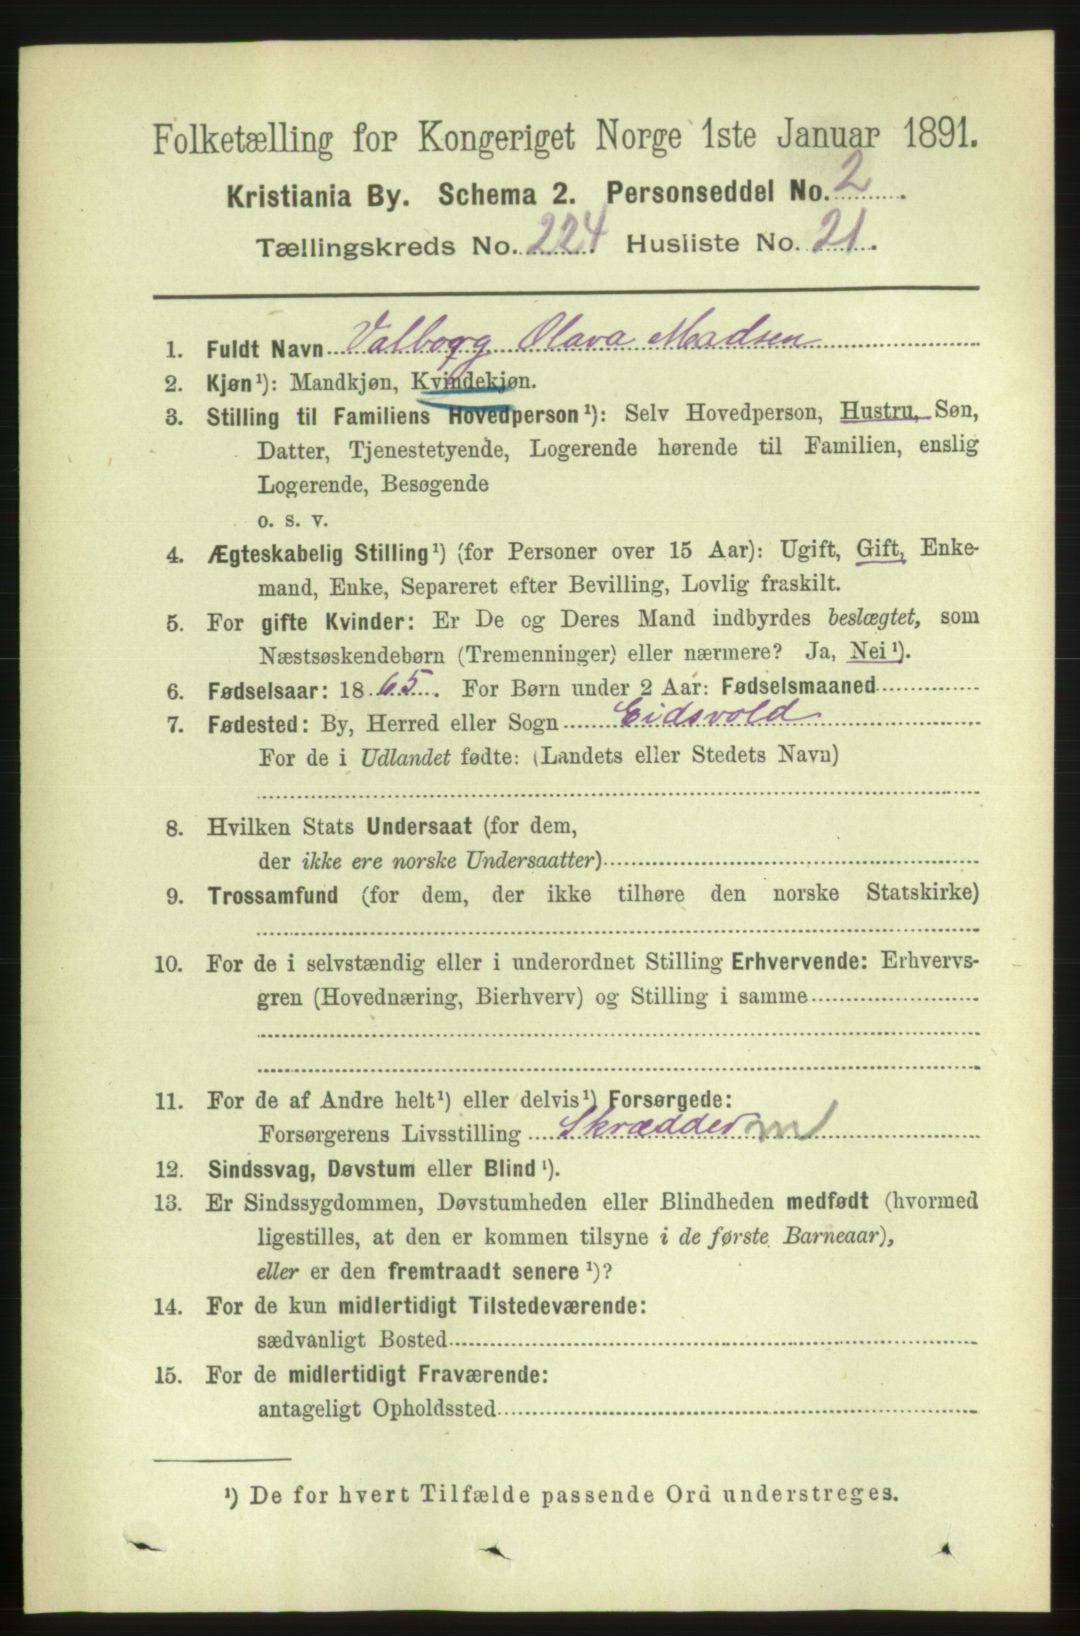 Folketælling for Kongeriget Norge 1ste Januar 1891.
Kristiania By. Schema 2. Personseddel No. 2.
Tællingskreds No. 224. Husliste No. 21.
1. Fuldt Navn Valborg Olava Madsen
2. Kjøn¹): Mandkjøn, Kvindekjøn.
3. Stilling til Familiens Hovedperson¹): Selv Hovedperson, Hustru, Søn,
Datter, Tjenestetyende, Logerende hørende til Familien, enslig
Logerende, Besøgende
o. s. v.
4. Ægteskabelig Stilling¹) (for Personer over 15 Aar): Ugift, Gift, Enke-
mand, Enke, Separeret efter Bevilling, Lovlig fraskilt.
5. For gifte Kvinder: Er De og Deres Mand indbyrdes beslægtet, som
Næstsøskendebørn (Tremenninger) eller nærmere? Ja, Nei¹).
6. Fødselsaar: 1865. For Børn under 2 Aar: Fødselsmaaned
7. Fødested: By, Herred eller Sogn Eidsvold
For de i Udlandet fødte: (Landets eller Stedets Navn)
8. Hvilken Stats Undersaat (for dem,
der ikke ere norske Undersaatter)
9. Trossamfund (for dem, der ikke tilhøre den norske Statskirke)
10. For de i selvstændig eller i underordnet Stilling Erhvervende: Erhvervs-
gren (Hovednæring, Bierhverv) og Stilling i samme
11. For de af Andre helt¹) eller delvis¹) Forsørgede:
Forsørgerens Livsstilling Skrædder m
12. Sindssvag, Døvstum eller Blind¹).
13. Er Sindssygdommen, Døvstumheden eller Blindheden medfødt (hvormed
ligestilles, at den er kommen tilsyne i de første Barneaar),
eller er den fremtraadt senere¹)?
14. For de kun midlertidigt Tilstedeværende:
sædvanligt Bosted
15. For de midlertidigt Fraværende:
antageligt Opholdssted
¹) De for hvert Tilfælde passende Ord understreges.